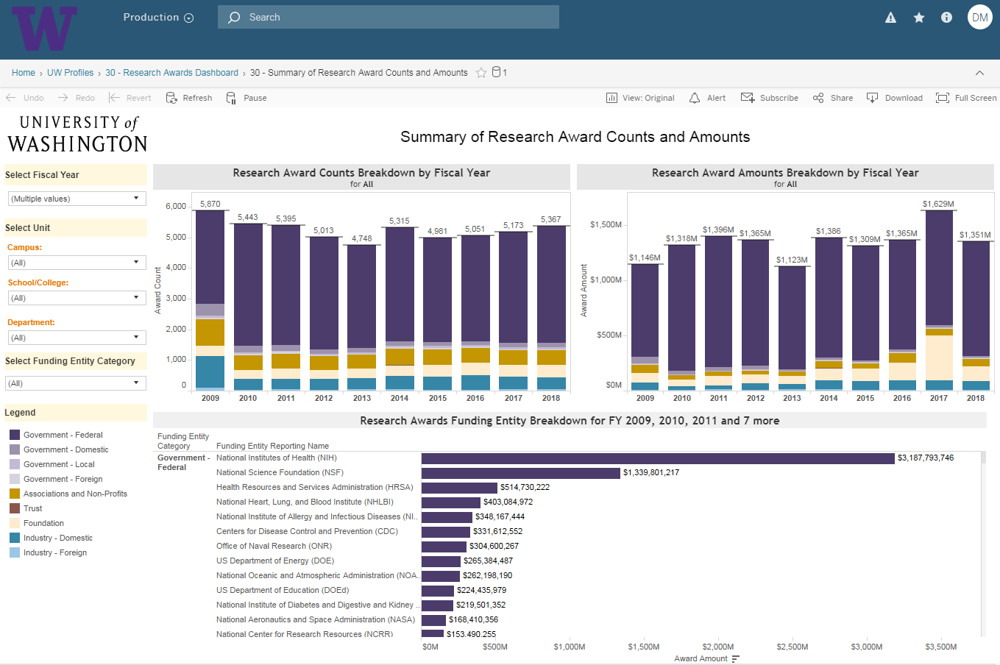 W
Production
Search
DM
Home › UW Profiles › 30 - Research Awards Dashboard › 30 - Summary of Research Award Counts and Amounts
1
Undo
Redo
Revert
Refresh
Pause
View: Original
Alert
Subscribe
Share
Download
Full Screen
UNIVERSITY of
WASHINGTON
Summary of Research Award Counts and Amounts
Select Fiscal Year
(Multiple values)
Select Unit
Campus:
(All)
School/College:
(All)
Department:
(All)
Select Funding Entity Category
(All)
Legend
Government - Federal
Government - Domestic
Government - Local
Government - Foreign
Associations and Non-Profits
Trust
Foundation
Industry - Domestic
Industry - Foreign
Research Award Counts Breakdown by Fiscal Year
for All
Award Count
6,000
5,000
4,000
3,000
2,000
1,000
0
5,870
5,443
5,395
5,013
4,748
5,315
4,981
5,051
5,173
5,367
2009 2010 2011 2012 2013 2014 2015 2016 2017 2018
Research Award Amounts Breakdown by Fiscal Year
for All
Award Amount
$1,500M
$1,000M
$500M
$0M
$1,146M
$1,318M
$1,396M
$1,365M
$1,123M
$1,386
$1,309M
$1,365M
$1,629M
$1,351M
2009 2010 2011 2012 2013 2014 2015 2016 2017 2018
Research Awards Funding Entity Breakdown for FY 2009, 2010, 2011 and 7 more
Funding Entity
Category
Funding Entity Reporting Name
Government -
Federal
National Institutes of Health (NIH) $3,187,793,746
National Science Foundation (NSF) $1,339,801,217
Health Resources and Services Administration (HRSA) $514,730,222
National Heart, Lung, and Blood Institute (NHLBI) $403,084,972
National Institute of Allergy and Infectious Diseases (NI.. $348,167,444
Centers for Disease Control and Prevention (CDC) $331,612,552
Office of Naval Research (ONR) $304,600,267
US Department of Energy (DOE) $265,384,487
National Oceanic and Atmospheric Administration (NOA.. $262,198,190
US Department of Education (DOEd) $224,435,979
National Institute of Diabetes and Digestive and Kidney .. $219,501,352
National Aeronautics and Space Administration (NASA) $168,410,356
National Center for Research Resources (NCRR) $153,490,255
$0M $500M $1,000M $1,500M $2,000M $2,500M $3,000M $3,500M
Award Amount